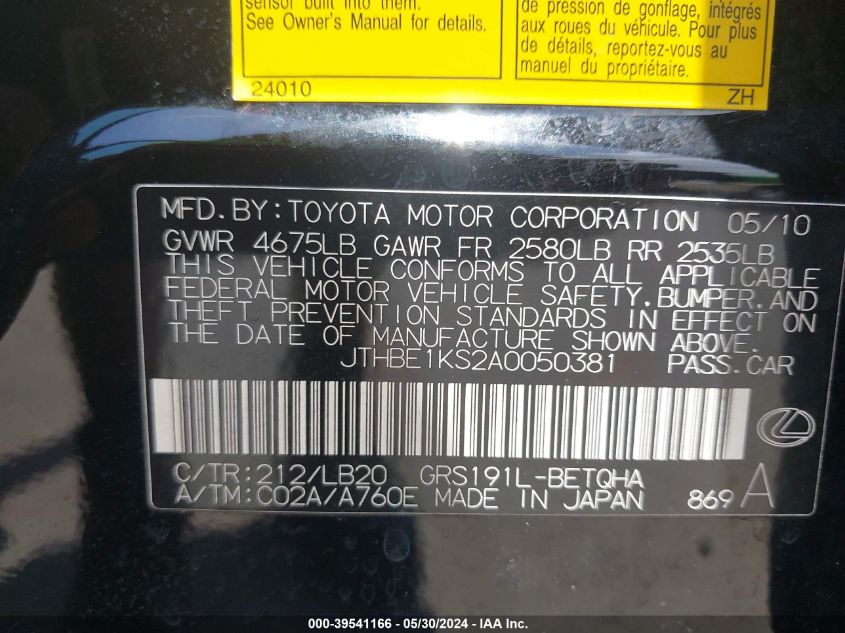 sensor built into them.
See Owner's Manual for details.
24010
de pression de gonflage, intégrés
aux roues du véhicule. Pour plus
de détails, reportez-vous au
manuel du propriétaire.
ZH
MFD.BY:TOYOTA MOTOR CORPORATION 05/10
GVWR 4675LB GAWR FR 2580LB RR 2535LB
THIS VEHICLE CONFORMS TO ALL APPLICABLE
FEDERAL MOTOR VEHICLE SAFETY,BUMPER,AND
THEFT PREVENTION STANDARDS IN EFFECT ON
THE DATE OF MANUFACTURE SHOWN ABOVE.
JTHBE1KS2A0050381 PASS.CAR
C/TR:212/LB20 GRS191L-BETQHA
A/TM:C02A/A760E MADE IN JAPAN 869 A
000-39541166 - 05/30/2024 - IAA Inc.